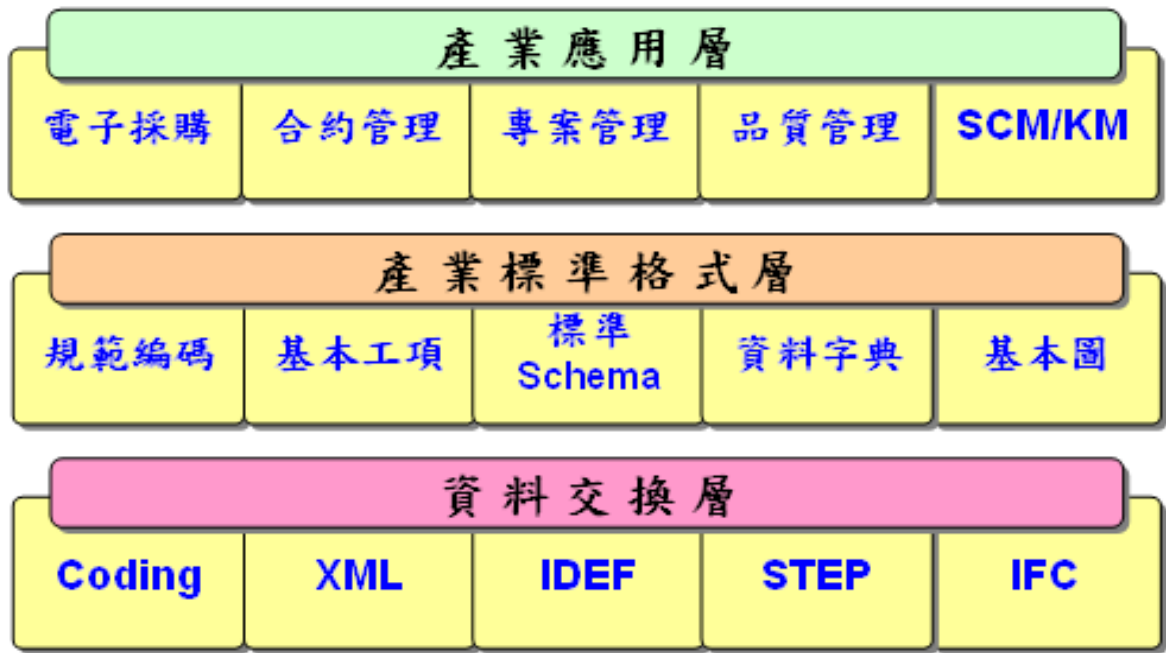 產業應用層
電子採購
合約管理
專案管理
品質管理
SCM/KM
產業標準格式層
規範編碼
基本工項
標準
Schema
資料字典
基本圖
資料交換層
Coding
XML
IDEF
STEP
IFC